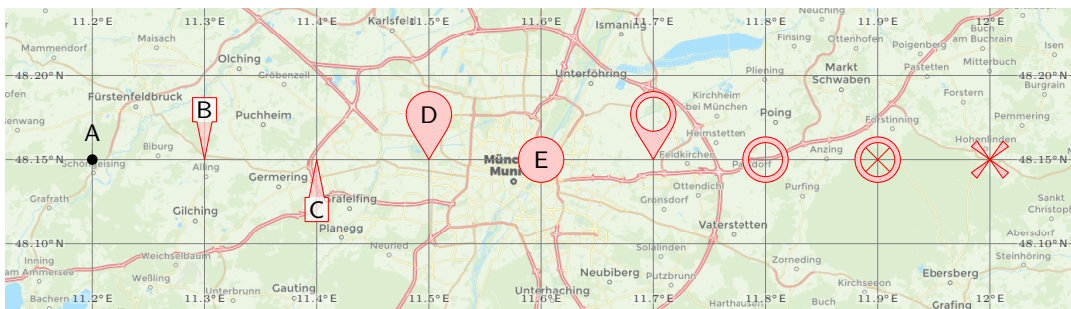 11.2°E 11.3°E 11.4°E 11.5°E 11.6°E 11.7°E 11.8°E 11.9°E 12°E
Karlsfeld
Ismaning
Neuching
Buch
am Buchrain
Mammendorf
Maisach
Olching
Gröbenzell
Finsing
Ottenhofen
Poigenberg
Isen
Pastetten
Mitterbuch
48.20°N 48.20°N
Unterföhring
Pliening
Markt
Schwaben
Burgrain
Fürstenfeldbruck
Puchheim
Kirchheim
bei München
Poing
Forstern
Pemmering
B
D
enwang
A
Heimstetten
Forstinning
Hohenlinden
Biburg
Anzing
Feldkirchen
48.15°N 48.15°N
Schöngeising
Alling
E
Germering
Ottendichl
Purfing
Grafrath
C
Gräfelfing
Gronsdorf
Sankt
Christoph
Gilching
Planegg
Vaterstetten
Abersdorf
48.10°N 48.10°N
Neuried
Solalinden
Steinhöring
Inning
am Ammersee
Weichselbaum
Zorneding
Weßling
Neubiberg
Putzbrunn
Ebersberg
Bachern
Unterbrunn
Gauting
Unterhaching
Kirchseeon
Harthausen
Buch
Grafing
11.2°E 11.3°E 11.4°E 11.5°E 11.6°E 11.7°E 11.8°E 11.9°E 12°E